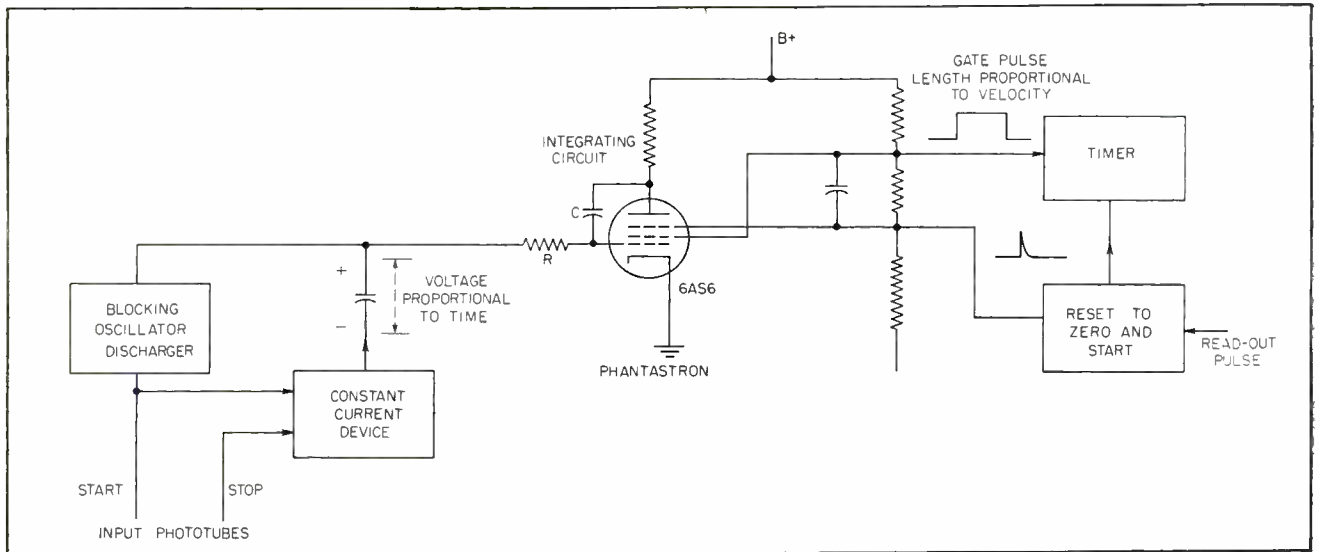 B+
GATE PULSE
LENGTH PROPORTIONAL
TO VELOCITY
INTEGRATING
CIRCUIT
TIMER
C
R
6AS6
+
VOLTAGE
PROPORTIONAL
TO TIME
−
BLOCKING
OSCILLATOR
DISCHARGER
RESET TO
ZERO AND
START
READ-OUT
PULSE
PHANTASTRON
CONSTANT
CURRENT
DEVICE
START
STOP
INPUT PHOTOTUBES